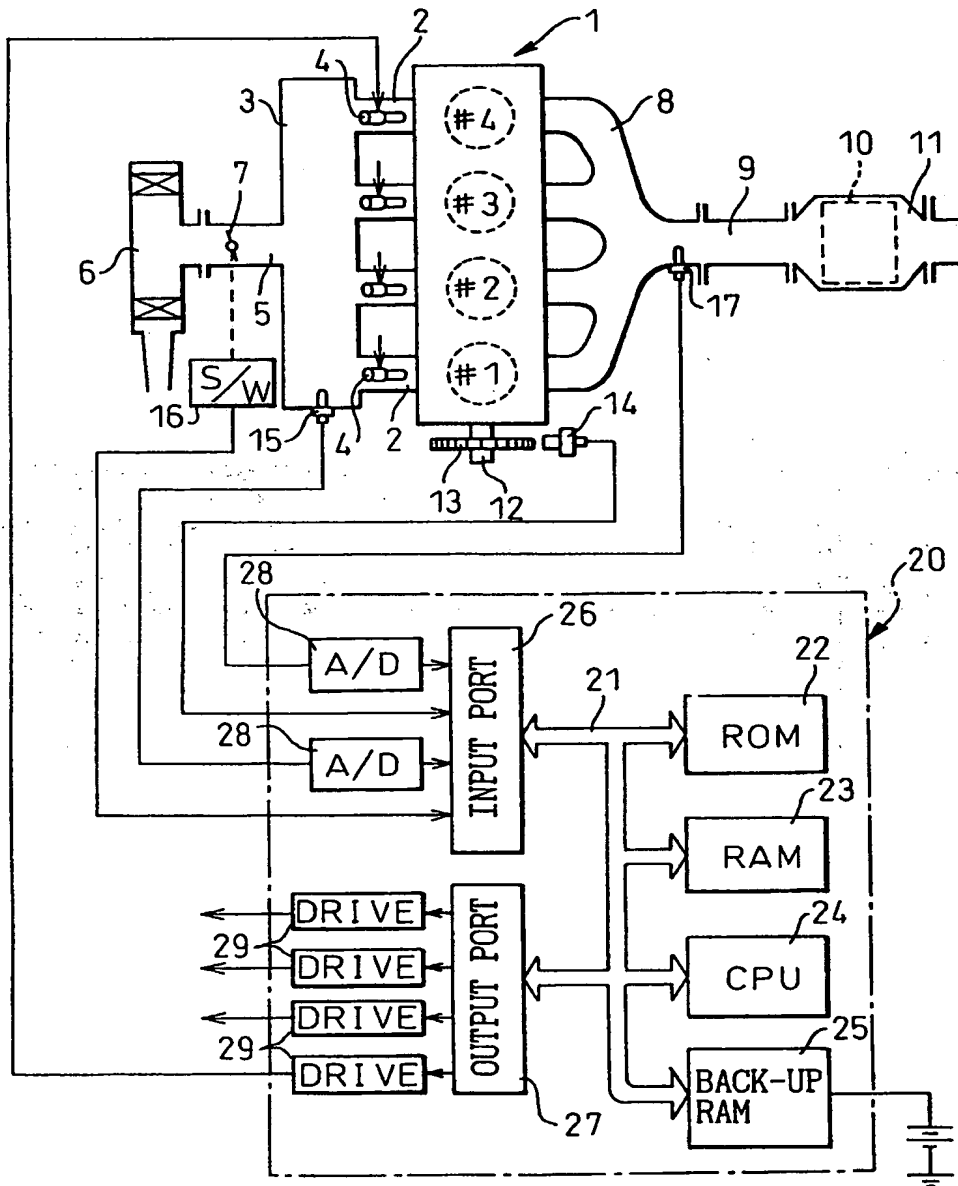 1
2
4
3
#4
8
7
10
11
#3
9
6
#2
5
17
S/W
#1
16
15
4
2
14
13
12
20
28
26
A/D
21
22
INPUT PORT
ROM
28
A/D
23
RAM
DRIVE
OUTPUT PORT
24
29
DRIVE
CPU
DRIVE
29
25
DRIVE
BACK-UP
RAM
27